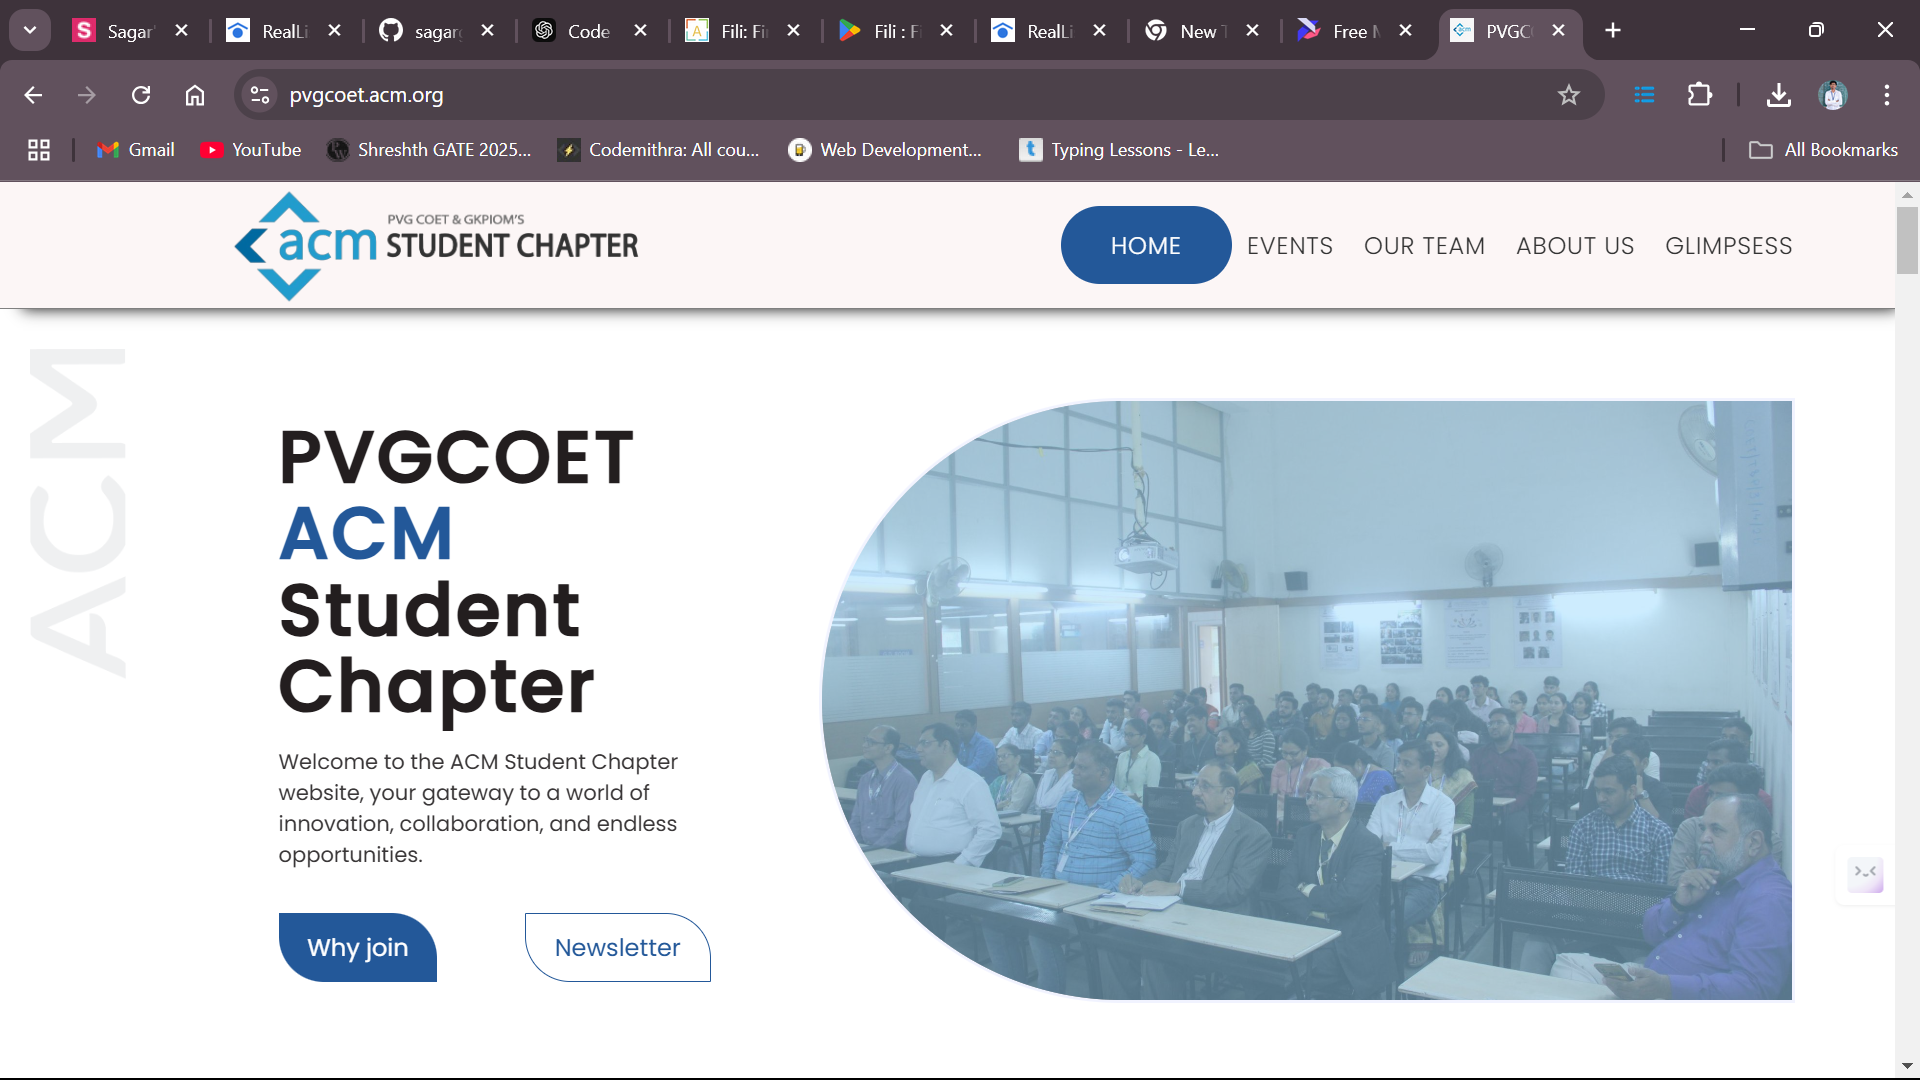 Sagar'
RealLi
sagarg
Code
Fili: Fin
Fili : Fi
RealLi
New T
Free M
PVGCO
pvgcoet.acm.org
Gmail
YouTube
Shreshth GATE 2025...
Codemithra: All cou...
Web Development...
Typing Lessons - Le...
All Bookmarks
acm
PVG COET & GKPIOM'S
STUDENT CHAPTER
HOME
EVENTS
OUR TEAM
ABOUT US
GLIMPSESS
ACM
PVGCOET
ACM
Student
Chapter
Welcome to the ACM Student Chapter
website, your gateway to a world of
innovation, collaboration, and endless
opportunities.
Why join
Newsletter